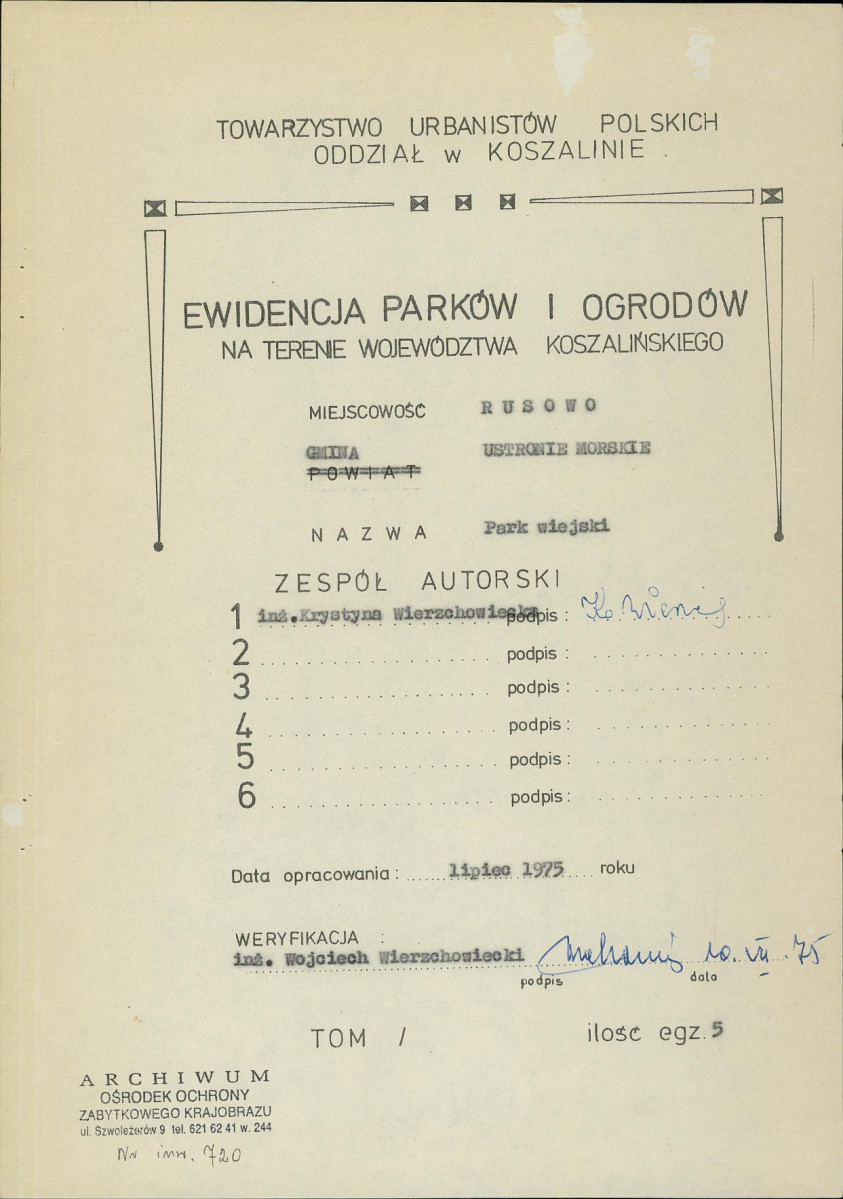 TOWARZYSTWO URBANISTÓW POLSKICH
ODDZIAŁ w KOSZALINIE.
EWIDENCJA PARKÓW I OGRODÓW
NA TERENIE WOJEWÓDZTWA KOSZALIŃSKIEGO
MIEJSCOWOŚĆ RUSOWO
GMINA USTRONIE MORSKIE
POWIAT
NAZWA Park wiejski
ZESPÓŁ AUTORSKI
1 inż. Krystyna Wierzchowiecka podpis:
2 podpis:
3 podpis:
4 podpis:
5 podpis:
6 podpis:
Data opracowania: lipiec 1975 roku
WERYFIKACJA :
inż. Wojciech Wierzchowiecki 75
podpis data
TOM I ilość egz. 5
ARCHIWUM
OŚRODEK OCHRONY
ZABYTKOWEGO KRAJOBRAZU
ul. Szwoleżerów 9 tel. 621 62 41 w. 244
Nr inw. 720